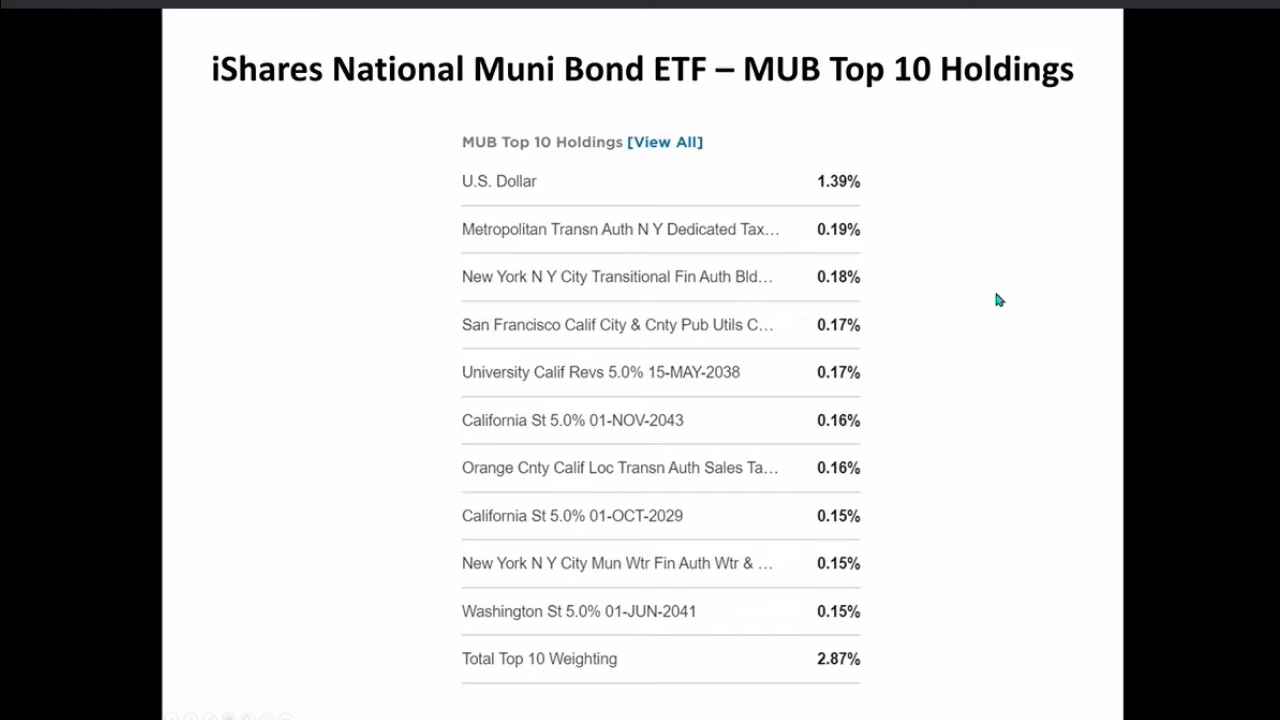 iShares National Muni Bond ETF – MUB Top 10 Holdings
MUB Top 10 Holdings [View All]
U.S. Dollar 1.39%
Metropolitan Transn Auth N Y Dedicated Tax... 0.19%
New York N Y City Transitional Fin Auth Bld... 0.18%
San Francisco Calif City & Cnty Pub Utils C... 0.17%
University Calif Revs 5.0% 15-MAY-2038 0.17%
California St 5.0% 01-NOV-2043 0.16%
Orange Cnty Calif Loc Transn Auth Sales Ta... 0.16%
California St 5.0% 01-OCT-2029 0.15%
New York N Y City Mun Wtr Fin Auth Wtr & ... 0.15%
Washington St 5.0% 01-JUN-2041 0.15%
Total Top 10 Weighting 2.87%